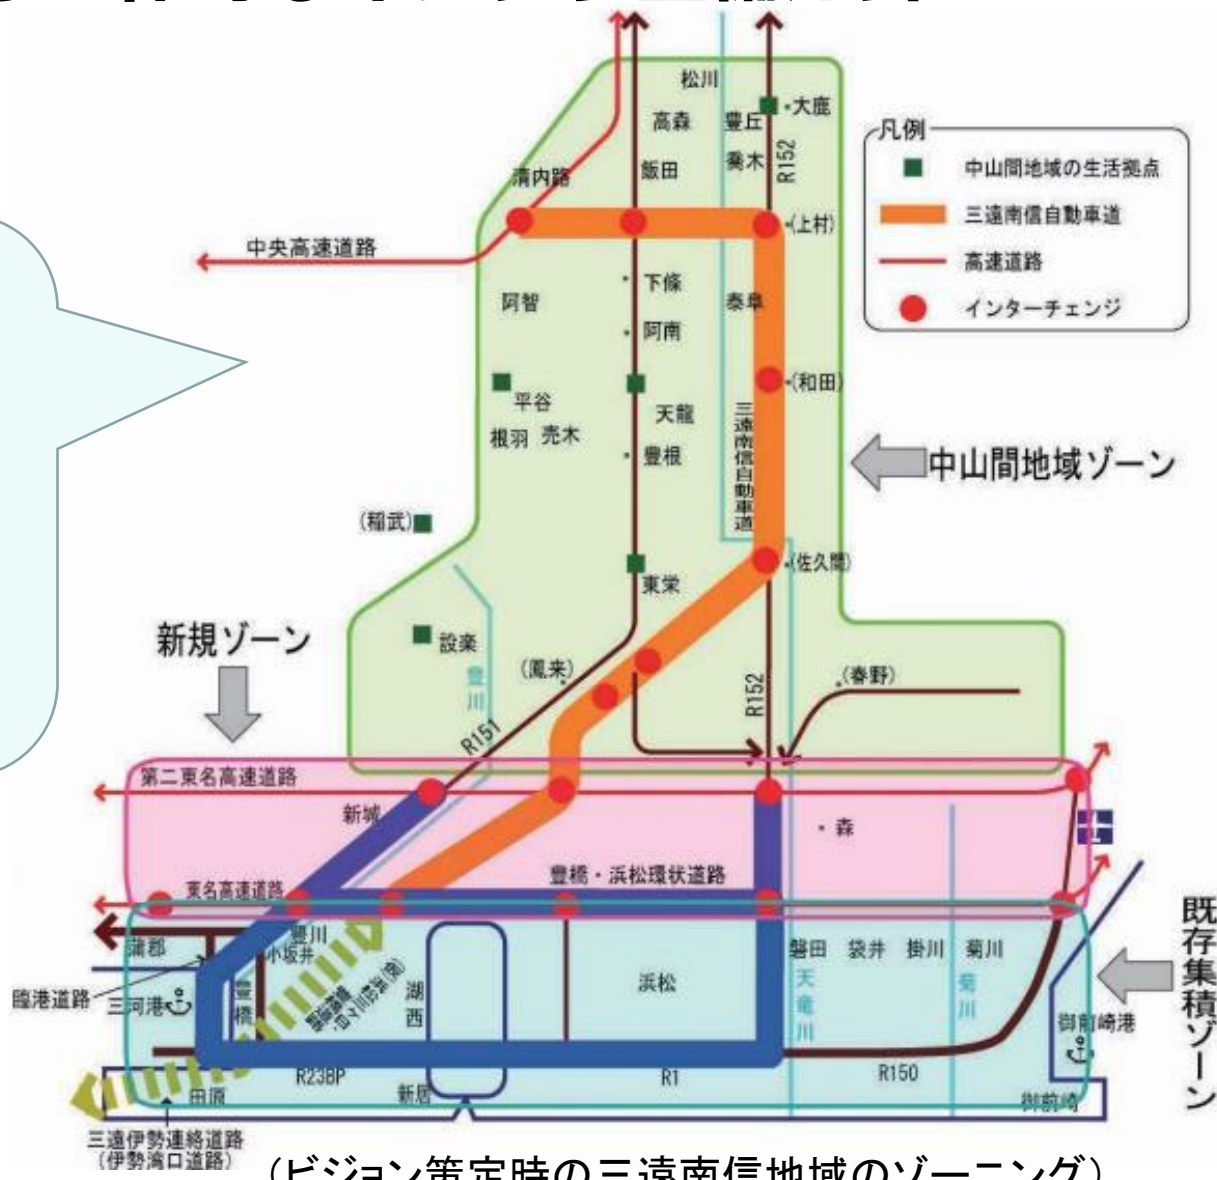 松川
高森
豊丘
・大鹿
飯田
喬木
R152
清内路
・(上村)
中央高速道路
凡例
中山間地域の生活拠点
三遠南信自動車道
高速道路
インターチェンジ
・下條
阿智
泰阜
・阿南
・(和田)
平谷
天龍
根羽
売木
・豊根
三遠南信自動車道
中山間地域ゾーン
(稲武)
・(佐久間)
東栄
新規ゾーン
設楽
豊川
(鳳来)
R152
(春野)
R151
第二東名高速道路
新城
・森
東名高速道路
豊橋・浜松環状道路
既存集積ゾーン
蒲郡
豊川
小坂井
臨港道路
三河港
豊橋
湖西
浜松
磐田
袋井
掛川
菊川
天竜川
菊川
御前崎港
R23BP
R1
R150
田原
新居
御前崎
三遠伊勢連絡道路
(伊勢湾口道路)
(ビジョン策定時の三遠南信地域のゾーニング)